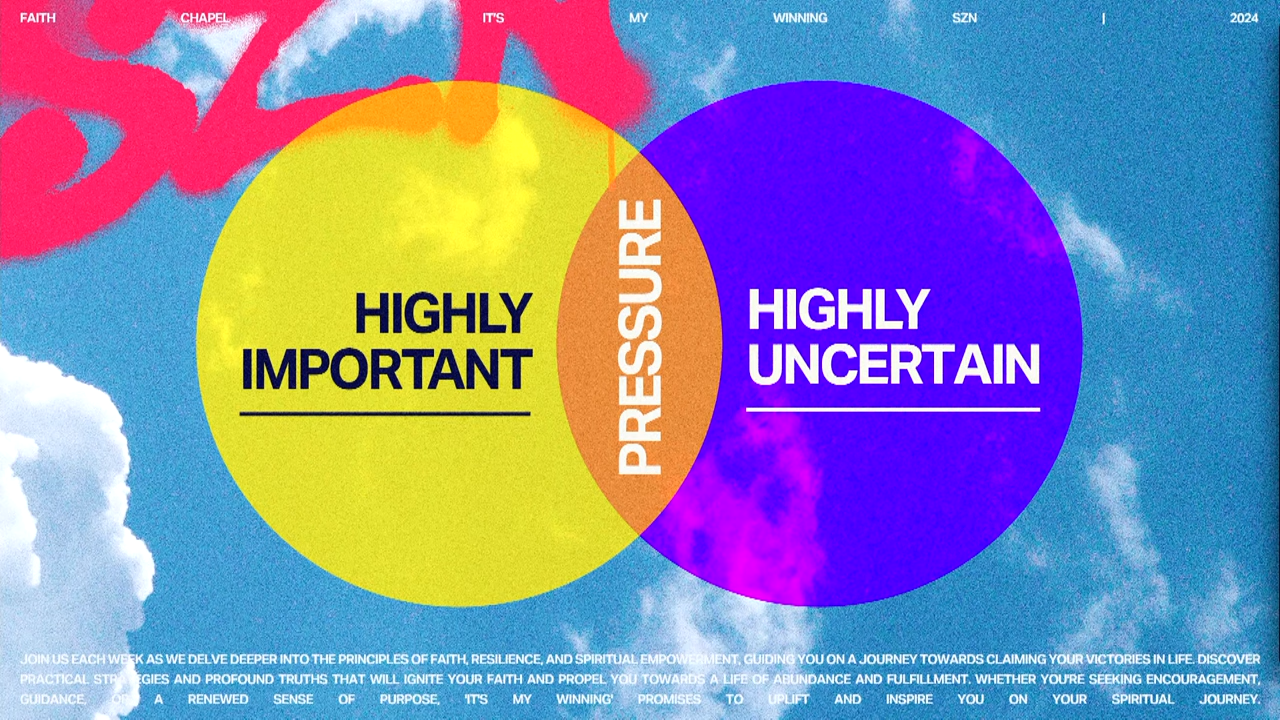 FAITH CHAPEL | IT'S MY WINNING SZN | 2024
SZN
HIGHLY
IMPORTANT
PRESSURE
HIGHLY
UNCERTAIN
JOIN US EACH WEEK AS WE DELVE DEEPER INTO THE PRINCIPLES OF FAITH, RESILIENCE, AND SPIRITUAL EMPOWERMENT, GUIDING YOU ON A JOURNEY TOWARDS CLAIMING YOUR VICTORIES IN LIFE. DISCOVER
PRACTICAL STRATEGIES AND PROFOUND TRUTHS THAT WILL IGNITE YOUR FAITH AND PROPEL YOU TOWARDS A LIFE OF ABUNDANCE AND FULFILLMENT. WHETHER YOU'RE SEEKING ENCOURAGEMENT,
GUIDANCE, OR A RENEWED SENSE OF PURPOSE, 'IT'S MY WINNING' PROMISES TO UPLIFT AND INSPIRE YOU ON YOUR SPIRITUAL JOURNEY.